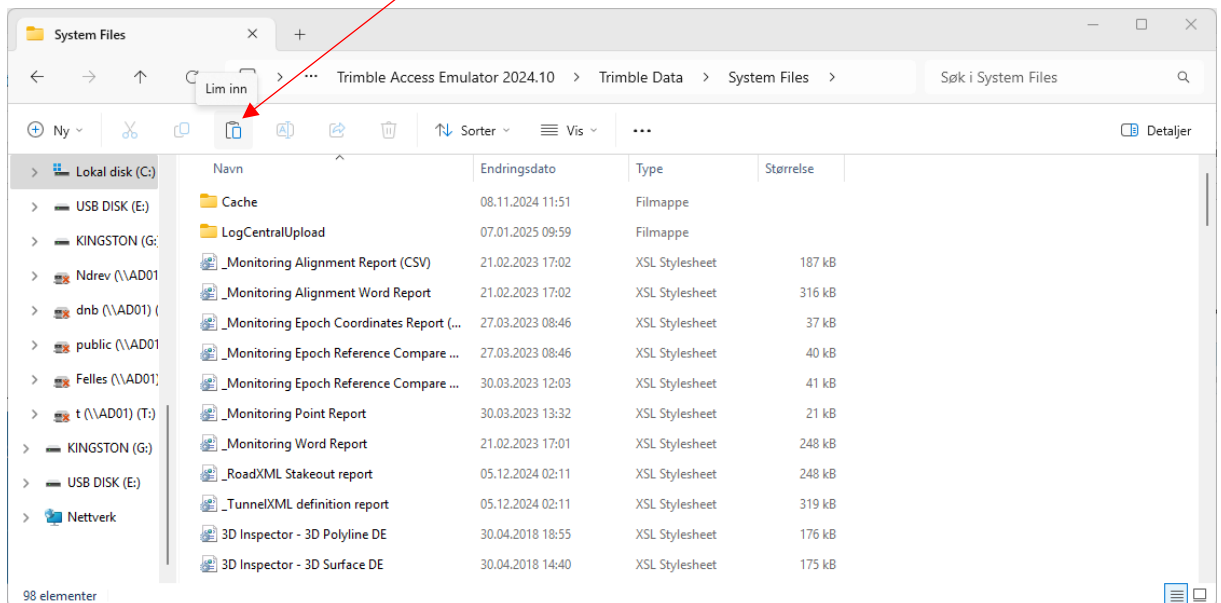 System Files
Trimble Access Emulator 2024.10 > Trimble Data > System Files >
Søk i System Files
Lim inn
Ny
Sorter
Vis
Detaljer
Navn Endringsdato Type Størrelse
Lokal disk (C:)
USB DISK (E:)
KINGSTON (G:
Ndrev (\\AD01
dnb (\\AD01) (
public (\\AD01
Felles (\\AD01)
t (\\AD01) (T:)
KINGSTON (G:)
USB DISK (E:)
Nettverk
Cache 08.11.2024 11:51 Filmappe
LogCentralUpload 07.01.2025 09:59 Filmappe
_Monitoring Alignment Report (CSV) 21.02.2023 17:02 XSL Stylesheet 187 kB
_Monitoring Alignment Word Report 21.02.2023 17:02 XSL Stylesheet 316 kB
_Monitoring Epoch Coordinates Report (... 27.03.2023 08:46 XSL Stylesheet 37 kB
_Monitoring Epoch Reference Compare ... 27.03.2023 08:46 XSL Stylesheet 40 kB
_Monitoring Epoch Reference Compare ... 30.03.2023 12:03 XSL Stylesheet 41 kB
_Monitoring Point Report 30.03.2023 13:32 XSL Stylesheet 21 kB
_Monitoring Word Report 21.02.2023 17:01 XSL Stylesheet 248 kB
_RoadXML Stakeout report 05.12.2024 02:11 XSL Stylesheet 248 kB
_TunnelXML definition report 05.12.2024 02:11 XSL Stylesheet 319 kB
3D Inspector - 3D Polyline DE 30.04.2018 18:55 XSL Stylesheet 176 kB
3D Inspector - 3D Surface DE 30.04.2018 14:40 XSL Stylesheet 175 kB
98 elementer